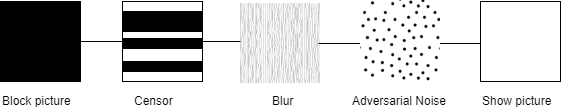 Block picture
Censor
Blur
Adversarial Noise
Show picture